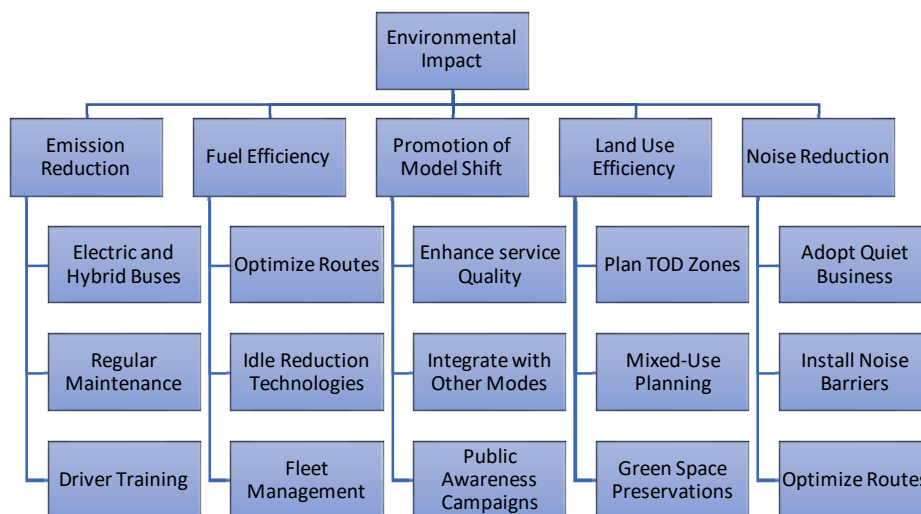 Environmental
Impact
Emission
Reduction
Fuel Efficiency
Promotion of
Model Shift
Land Use
Efficiency
Noise Reduction
Electric and
Hybrid Buses
Optimize Routes
Enhance service
Quality
Plan TOD Zones
Adopt Quiet
Business
Regular
Maintenance
Idle Reduction
Technologies
Integrate with
Other Modes
Mixed-Use
Planning
Install Noise
Barriers
Driver Training
Fleet
Management
Public
Awareness
Campaigns
Green Space
Preservations
Optimize Routes